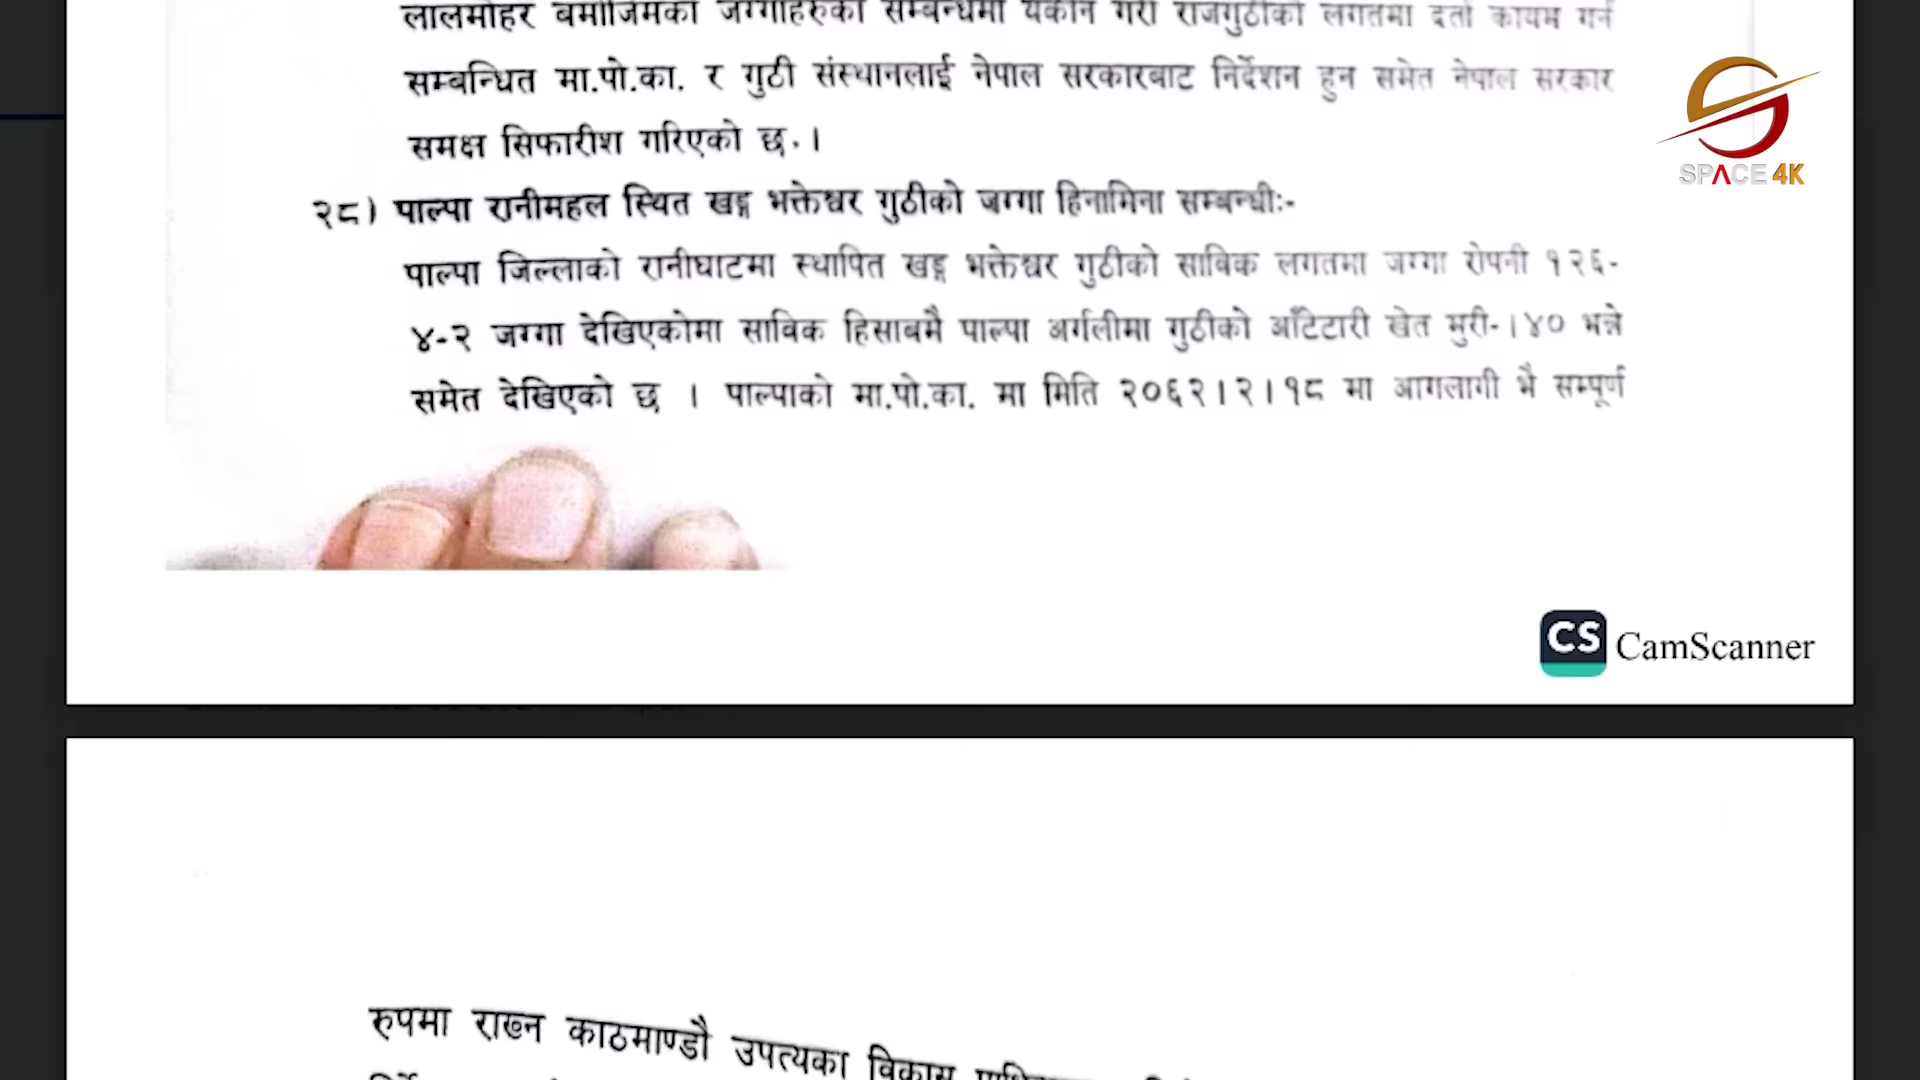 लालमोहर बमोजिमका जग्गाहरुको सम्बन्धमा यकीन गरी राजगुठीको लगतमा दर्ता कायम गर्न
सम्बन्धित मा.पो.का. र गुठी संस्थानलाई नेपाल सरकारबाट निर्देशन हुन समेत नेपाल सरकार
समक्ष सिफारीश गरिएको छ.।
SPACE 4K
२८) पाल्पा रानीमहल स्थित खड्ग भक्तेश्वर गुठीको जग्गा हिनामिना सम्बन्धीः-
पाल्पा जिल्लाको रानीघाटमा स्थापित खड्ग भक्तेश्वर गुठीको साविक लगतमा जग्गा रोपनी १२६-
४-२ जग्गा देखिएकोमा साविक हिसाबमै पाल्पा अर्गलीमा गुठीको आँटिटारी खेत मुरी-।४० भन्ने
समेत देखिएको छ । पाल्पाको मा.पो.का. मा मिति २०६२।२।१८ मा आगलागी भै सम्पूर्ण
CS CamScanner
रुपमा राख्न काठमाण्डौ उपत्यका विकास